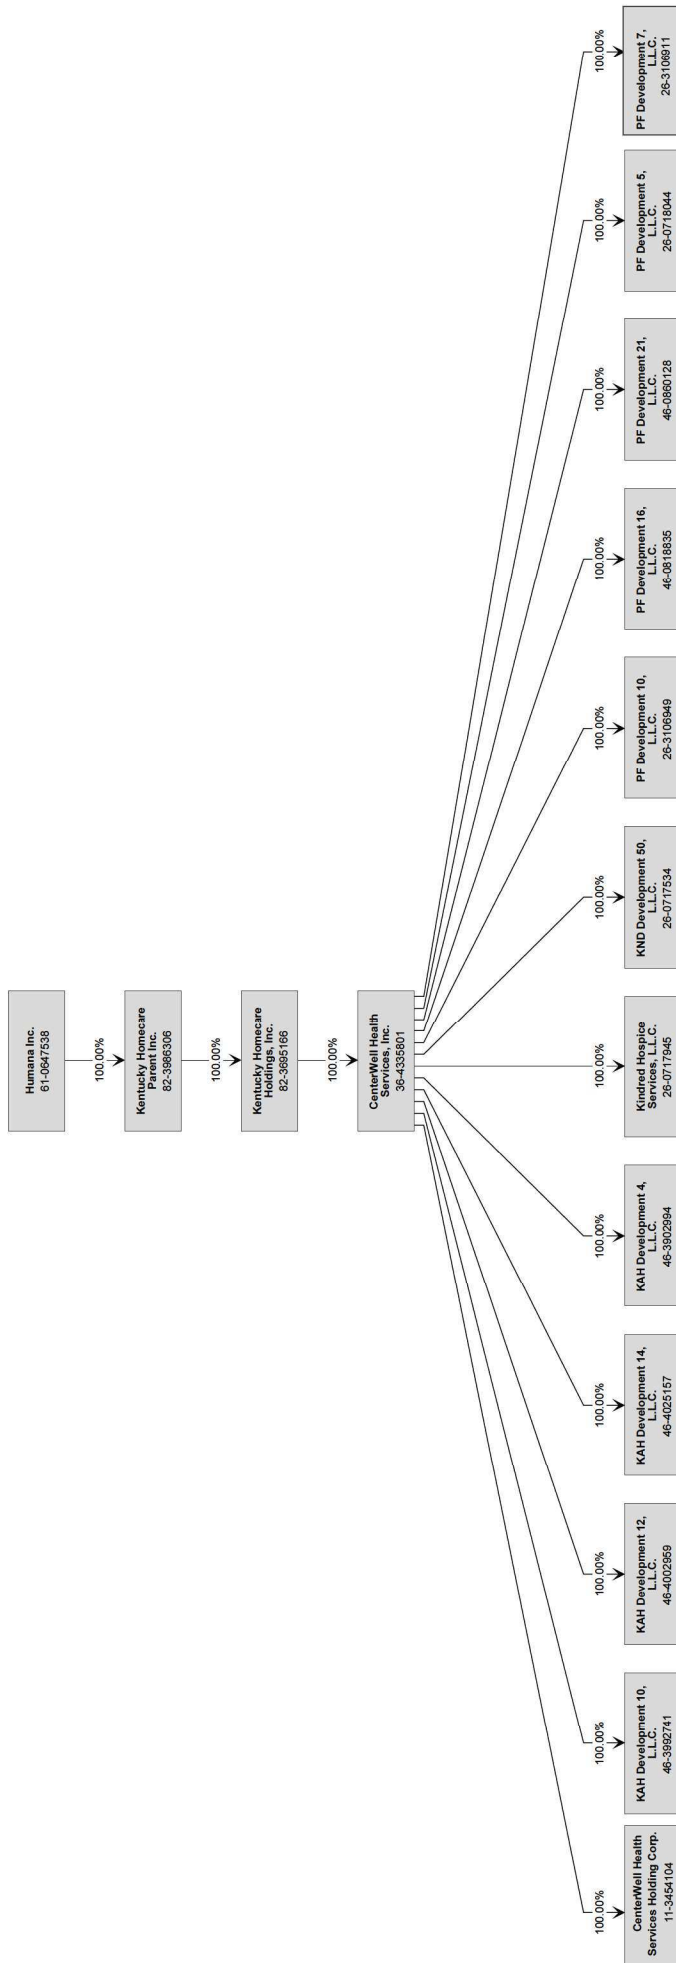 Humana Inc.
61-0647538
100.00%
Kentucky Homecare
Parent Inc.
82-3986306
100.00%
Kentucky Homecare
Holdings, Inc.
82-3695166
100.00%
CenterWell Health
Services, Inc.
36-4335801
100.00%
CenterWell Health
Services Holding Corp.
11-3454104
100.00%
KAH Development 10,
L.L.C.
46-3992741
100.00%
KAH Development 12,
L.L.C.
46-4002959
100.00%
KAH Development 14,
L.L.C.
46-4025157
100.00%
KAH Development 4,
L.L.C.
46-3902994
100.00%
Kindred Hospice
Services, L.L.C.
26-0717945
100.00%
KND Development 50,
L.L.C.
26-0717534
100.00%
PF Development 10,
L.L.C.
26-3106949
100.00%
PF Development 16,
L.L.C.
46-0818835
100.00%
PF Development 21,
L.L.C.
46-0860128
100.00%
PF Development 5,
L.L.C.
26-0718044
100.00%
PF Development 7,
L.L.C.
26-3106911